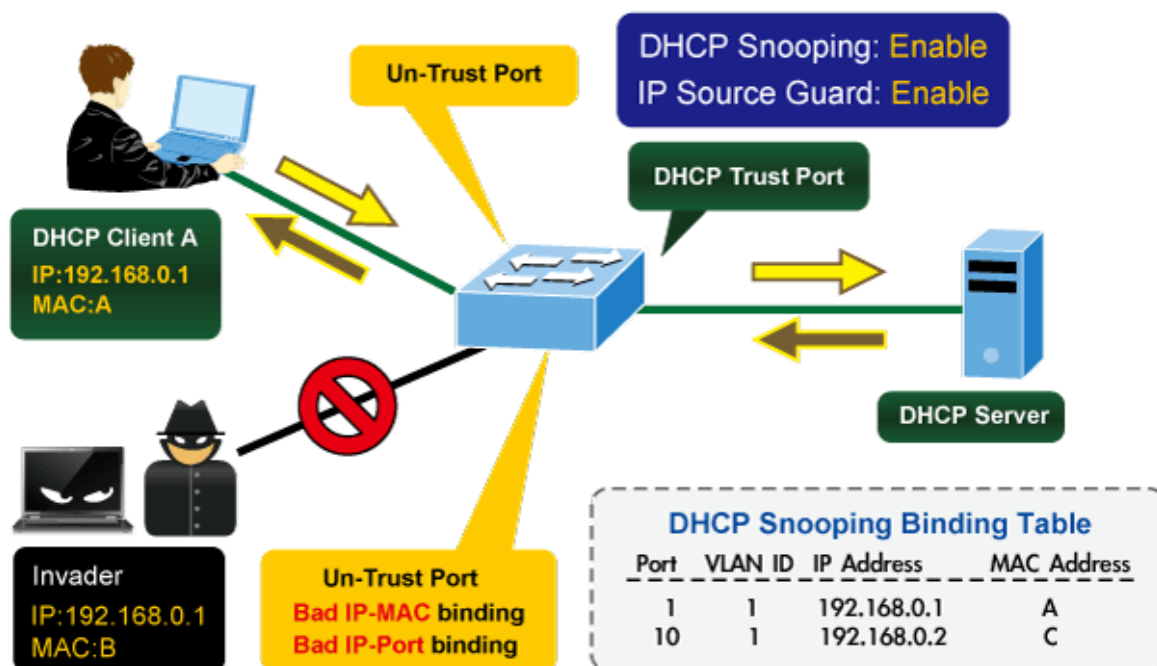 Un-Trust Port
DHCP Snooping: Enable
IP Source Guard: Enable
DHCP Trust Port
DHCP Client A
IP:192.168.0.1
MAC:A
DHCP Server
Invader
IP:192.168.0.1
MAC:B
Un-Trust Port
Bad IP-MAC binding
Bad IP-Port binding
DHCP Snooping Binding Table
Port VLAN ID IP Address MAC Address
1 1 192.168.0.1 A
10 1 192.168.0.2 C